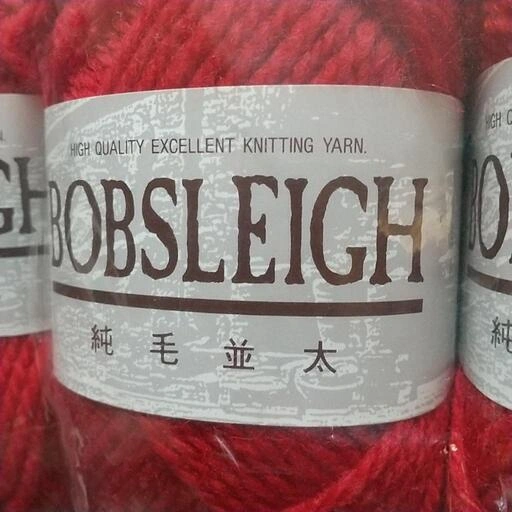 HIGH QUALITY EXCELLENT KNITTING YARN.
BOBSLEIGH
純毛並太